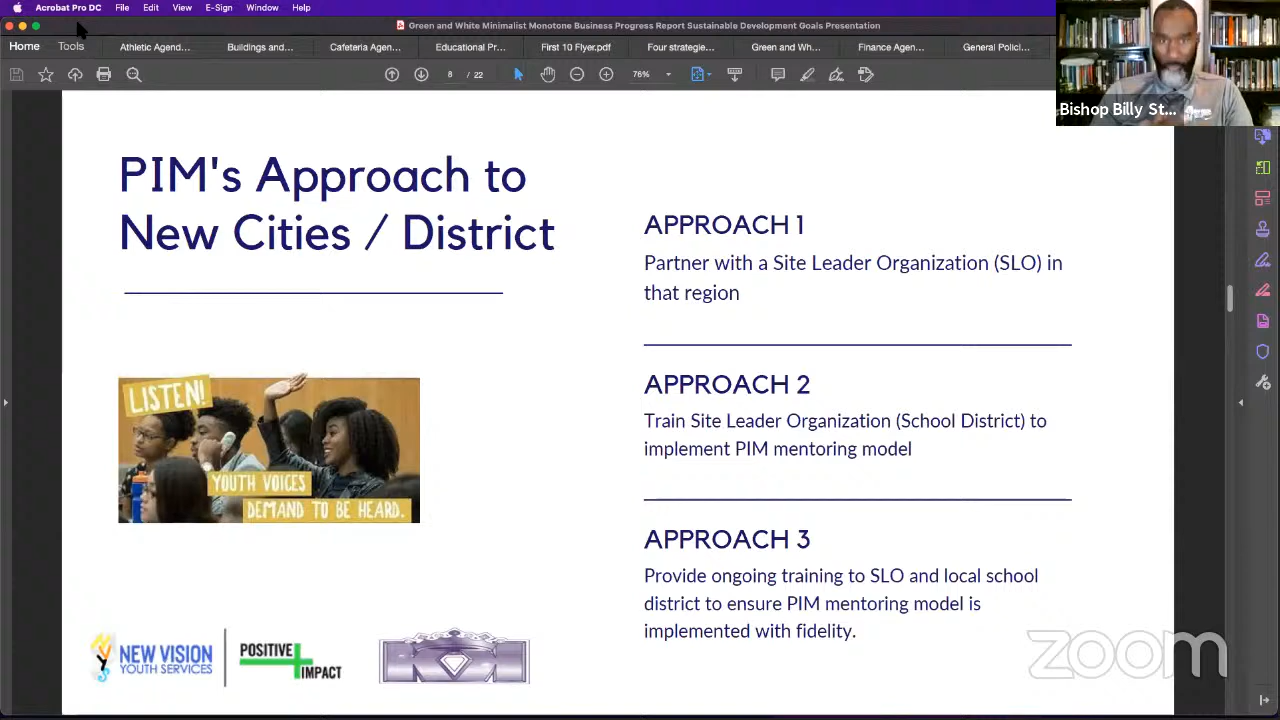 Acrobat Pro DC File Edit View E-Sign Window Help
Green and White Minimalist Monotone Business Progress Report Sustainable Development Goals Presentation
Home Tools Athletic Agend... Buildings and... Cafeteria Agen... Educational Pr... First 10 Flyer.pdf Four strategie... Green and Wh... Finance Agen... General Polici...
8 / 22 76%
Bishop Billy St...
PIM's Approach to
New Cities / District
LISTEN!
YOUTH VOICES
DEMAND TO BE HEARD.
APPROACH 1
Partner with a Site Leader Organization (SLO) in
that region
APPROACH 2
Train Site Leader Organization (School District) to
implement PIM mentoring model
APPROACH 3
Provide ongoing training to SLO and local school
district to ensure PIM mentoring model is
implemented with fidelity.
NEW VISION
YOUTH SERVICES
POSITIVE
IMPACT
zoom